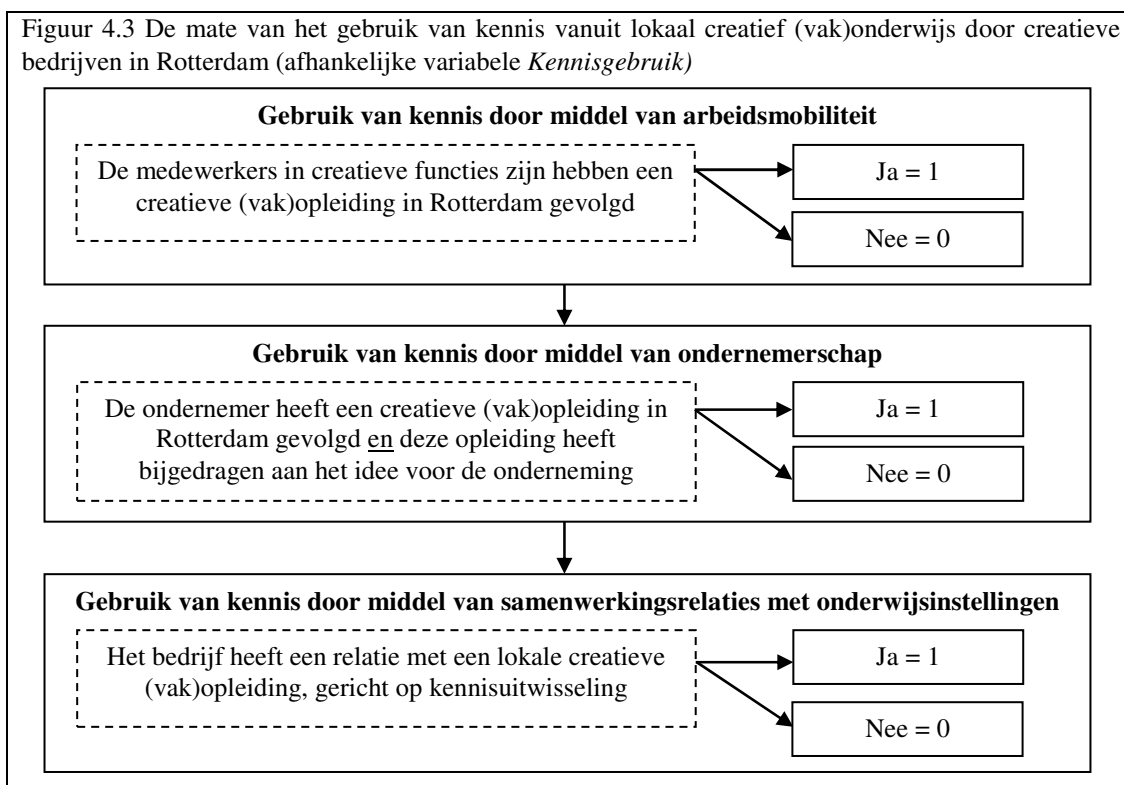 Figuur 4.3 De mate van het gebruik van kennis vanuit lokaal creatief (vak)onderwijs door creatieve
bedrijven in Rotterdam (afhankelijke variabele Kennisgebruik)
Gebruik van kennis door middel van arbeidsmobiliteit
De medewerkers in creatieve functies zijn hebben een
creatieve (vak)opleiding in Rotterdam gevolgd
Ja = 1
Nee = 0
Gebruik van kennis door middel van ondernemerschap
De ondernemer heeft een creatieve (vak)opleiding in
Rotterdam gevolgd en deze opleiding heeft
bijgedragen aan het idee voor de onderneming
Ja = 1
Nee = 0
Gebruik van kennis door middel van samenwerkingsrelaties met onderwijsinstellingen
Het bedrijf heeft een relatie met een lokale creatieve
(vak)opleiding, gericht op kennisuitwisseling
Ja = 1
Nee = 0